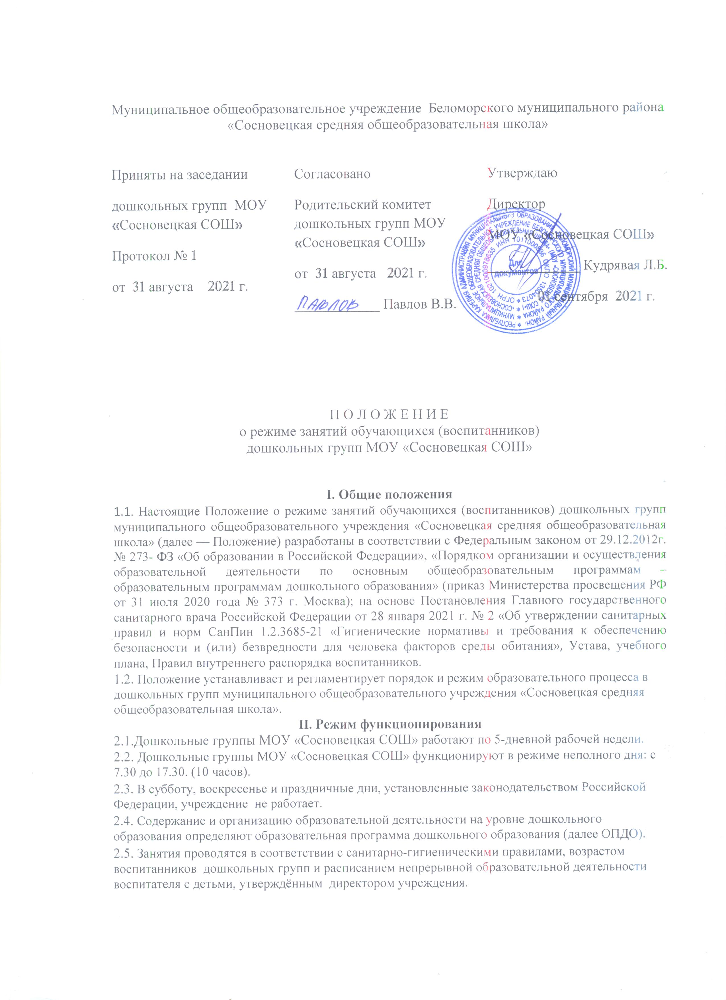 Муниципальное общеобразовательное учреждение Беломорского муниципального района
«Сосновецкая средняя общеобразовательная школа»
Приняты на заседании
дошкольных групп МОУ
«Сосновецкая СОШ»
Протокол № 1
от 31 августа 2021 г.
Согласовано
Родительский комитет
дошкольных групп МОУ
«Сосновецкая СОШ»
от 31 августа 2021 г.
Павлов Павлов В.В.
Утверждаю
Директор
МОУ «Сосновецкая СОШ»
Кудрявая Л.Б.
01 сентября 2021 г.
Для
документов
П О Л О Ж Е Н И Е
о режиме занятий обучающихся (воспитанников)
дошкольных групп МОУ «Сосновецкая СОШ»
I. Общие положения
1.1. Настоящие Положение о режиме занятий обучающихся (воспитанников) дошкольных групп
муниципального общеобразовательного учреждения «Сосновецкая средняя общеобразовательная
школа» (далее — Положение) разработаны в соответствии с Федеральным законом от 29.12.2012г.
№ 273- ФЗ «Об образовании в Российской Федерации», «Порядком организации и осуществления
образовательной деятельности по основным общеобразовательным программам –
образовательным программам дошкольного образования» (приказ Министерства просвещения РФ
от 31 июля 2020 года № 373 г. Москва); на основе Постановления Главного государственного
санитарного врача Российской Федерации от 28 января 2021 г. № 2 «Об утверждении санитарных
правил и норм СанПин 1.2.3685-21 «Гигиенические нормативы и требования к обеспечению
безопасности и (или) безвредности для человека факторов среды обитания», Устава, учебного
плана, Правил внутреннего распорядка воспитанников.
1.2. Положение устанавливает и регламентирует порядок и режим образовательного процесса в
дошкольных групп муниципального общеобразовательного учреждения «Сосновецкая средняя
общеобразовательная школа».
II. Режим функционирования
2.1.Дошкольные группы МОУ «Сосновецкая СОШ» работают по 5-дневной рабочей недели.
2.2. Дошкольные группы МОУ «Сосновецкая СОШ» функционируют в режиме неполного дня: с
7.30 до 17.30. (10 часов).
2.3. В субботу, воскресенье и праздничные дни, установленные законодательством Российской
Федерации, учреждение не работает.
2.4. Содержание и организацию образовательной деятельности на уровне дошкольного
образования определяют образовательная программа дошкольного образования (далее ОПДО).
2.5. Занятия проводятся в соответствии с санитарно-гигиеническими правилами, возрастом
воспитанников дошкольных групп и расписанием непрерывной образовательной деятельности
воспитателя с детьми, утверждённым директором учреждения.